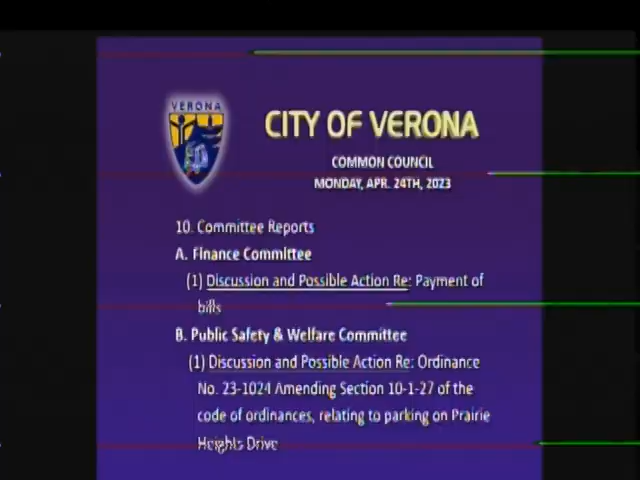 VERONA
CITY OF VERONA
COMMON COUNCIL
MONDAY, APR. 24TH, 2023
10. Committee Reports
A. Finance Committee
(1) Discussion and Possible Action Re: Payment of
bills
B. Public Safety & Welfare Committee
(1) Discussion and Possible Action Re: Ordinance
No. 23-1024 Amending Section 10-1-27 of the
code of ordinances, relating to parking on Prairie
Heights Drive